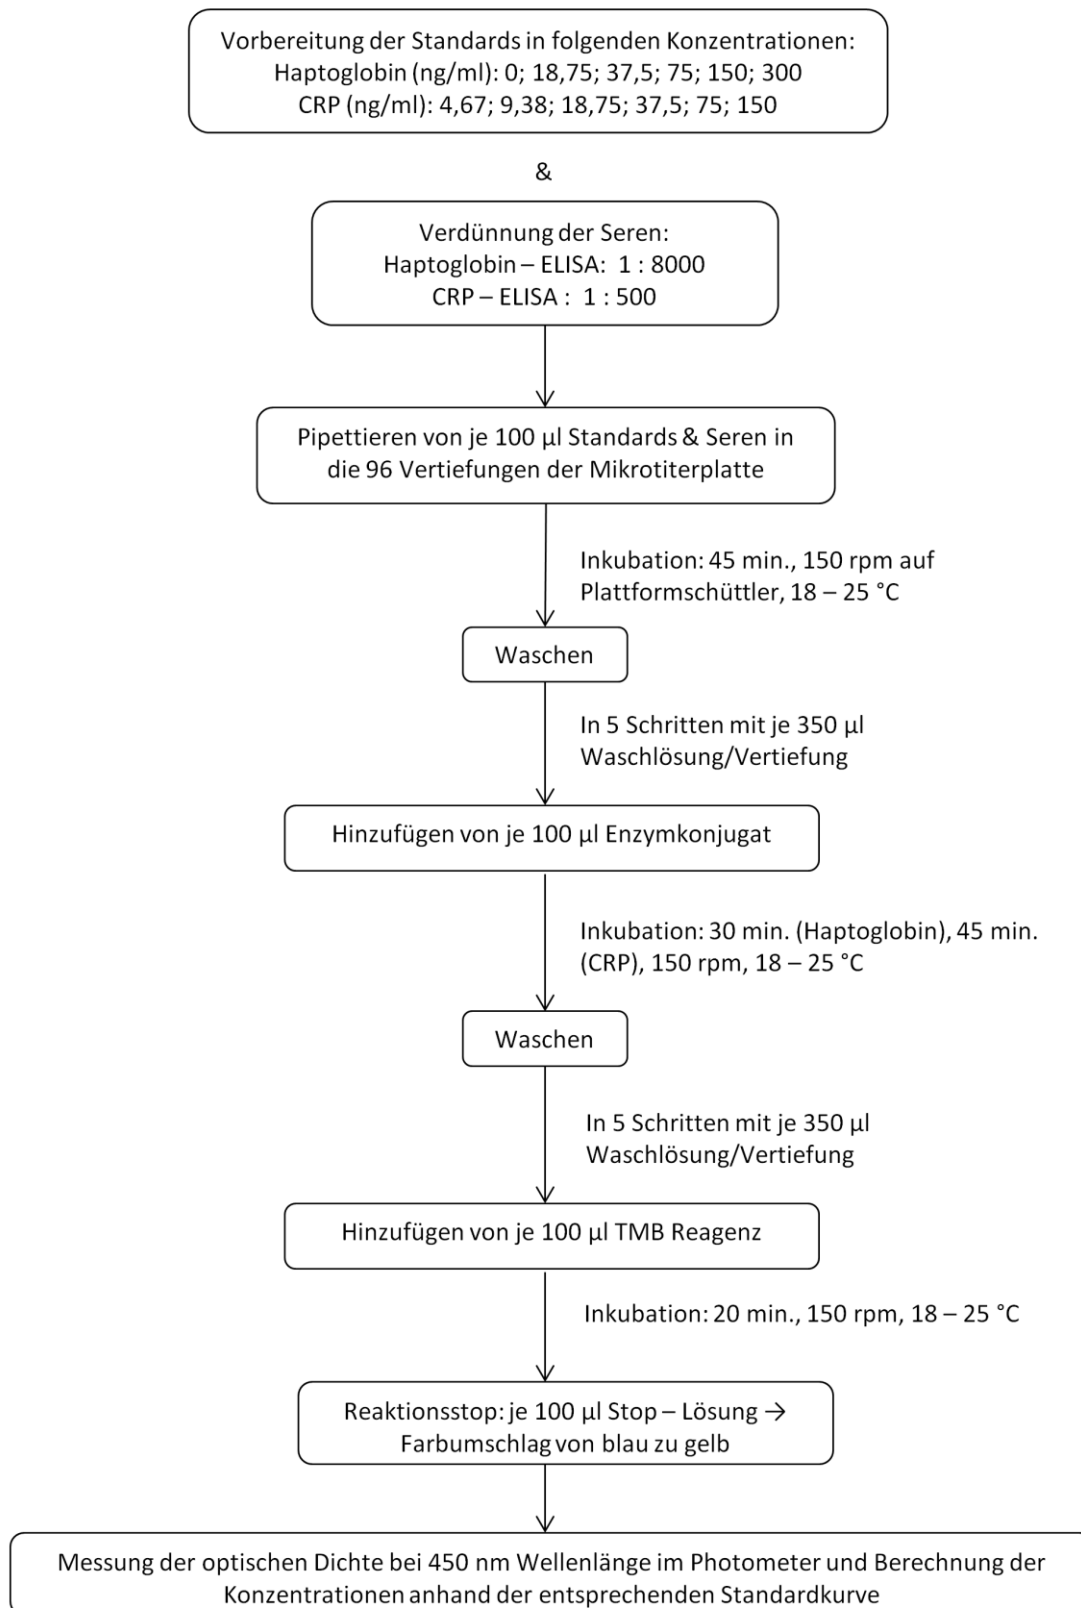 Vorbereitung der Standards in folgenden Konzentrationen:
Haptoglobin (ng/ml): 0; 18,75; 37,5; 75; 150; 300
CRP (ng/ml): 4,67; 9,38; 18,75; 37,5; 75; 150
&
Verdünnung der Seren:
Haptoglobin – ELISA: 1 : 8000
CRP – ELISA : 1 : 500
Pipettieren von je 100 µl Standards & Seren in
die 96 Vertiefungen der Mikrotiterplatte
Inkubation: 45 min., 150 rpm auf
Plattformschüttler, 18 – 25 °C
Waschen
In 5 Schritten mit je 350 µl
Waschlösung/Vertiefung
Hinzufügen von je 100 µl Enzymkonjugat
Inkubation: 30 min. (Haptoglobin), 45 min.
(CRP), 150 rpm, 18 – 25 °C
Waschen
In 5 Schritten mit je 350 µl
Waschlösung/Vertiefung
Hinzufügen von je 100 µl TMB Reagenz
Inkubation: 20 min., 150 rpm, 18 – 25 °C
Reaktionsstop: je 100 µl Stop – Lösung →
Farbumschlag von blau zu gelb
Messung der optischen Dichte bei 450 nm Wellenlänge im Photometer und Berechnung der
Konzentrationen anhand der entsprechenden Standardkurve